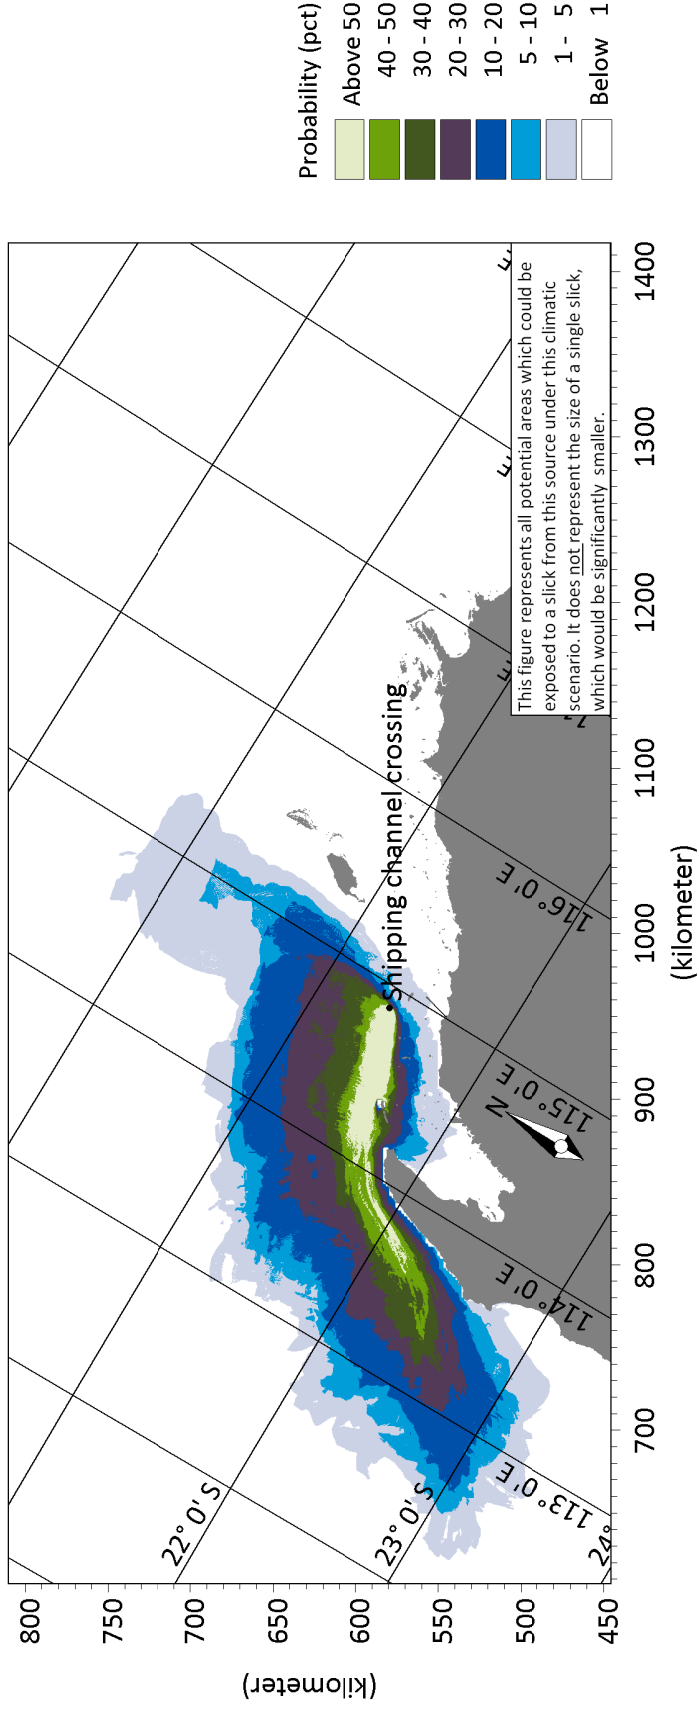 Probability (pct)
Above 50
40 - 50
30 - 40
20 - 30
10 - 20
5 - 10
1 - 5
Below 1
800
750
700
650
600
550
500
450
(kilometer)
22° 0' S
23° 0' S
24°
113° 0' E
114° 0' E
115° 0' E
116° 0' E
N
Shipping channel crossing
This figure represents all potential areas which could be
exposed to a slick from this source under this climatic
scenario. It does not represent the size of a single slick,
which would be significantly smaller.
700
800
900
1000
1100
1200
1300
1400
(kilometer)